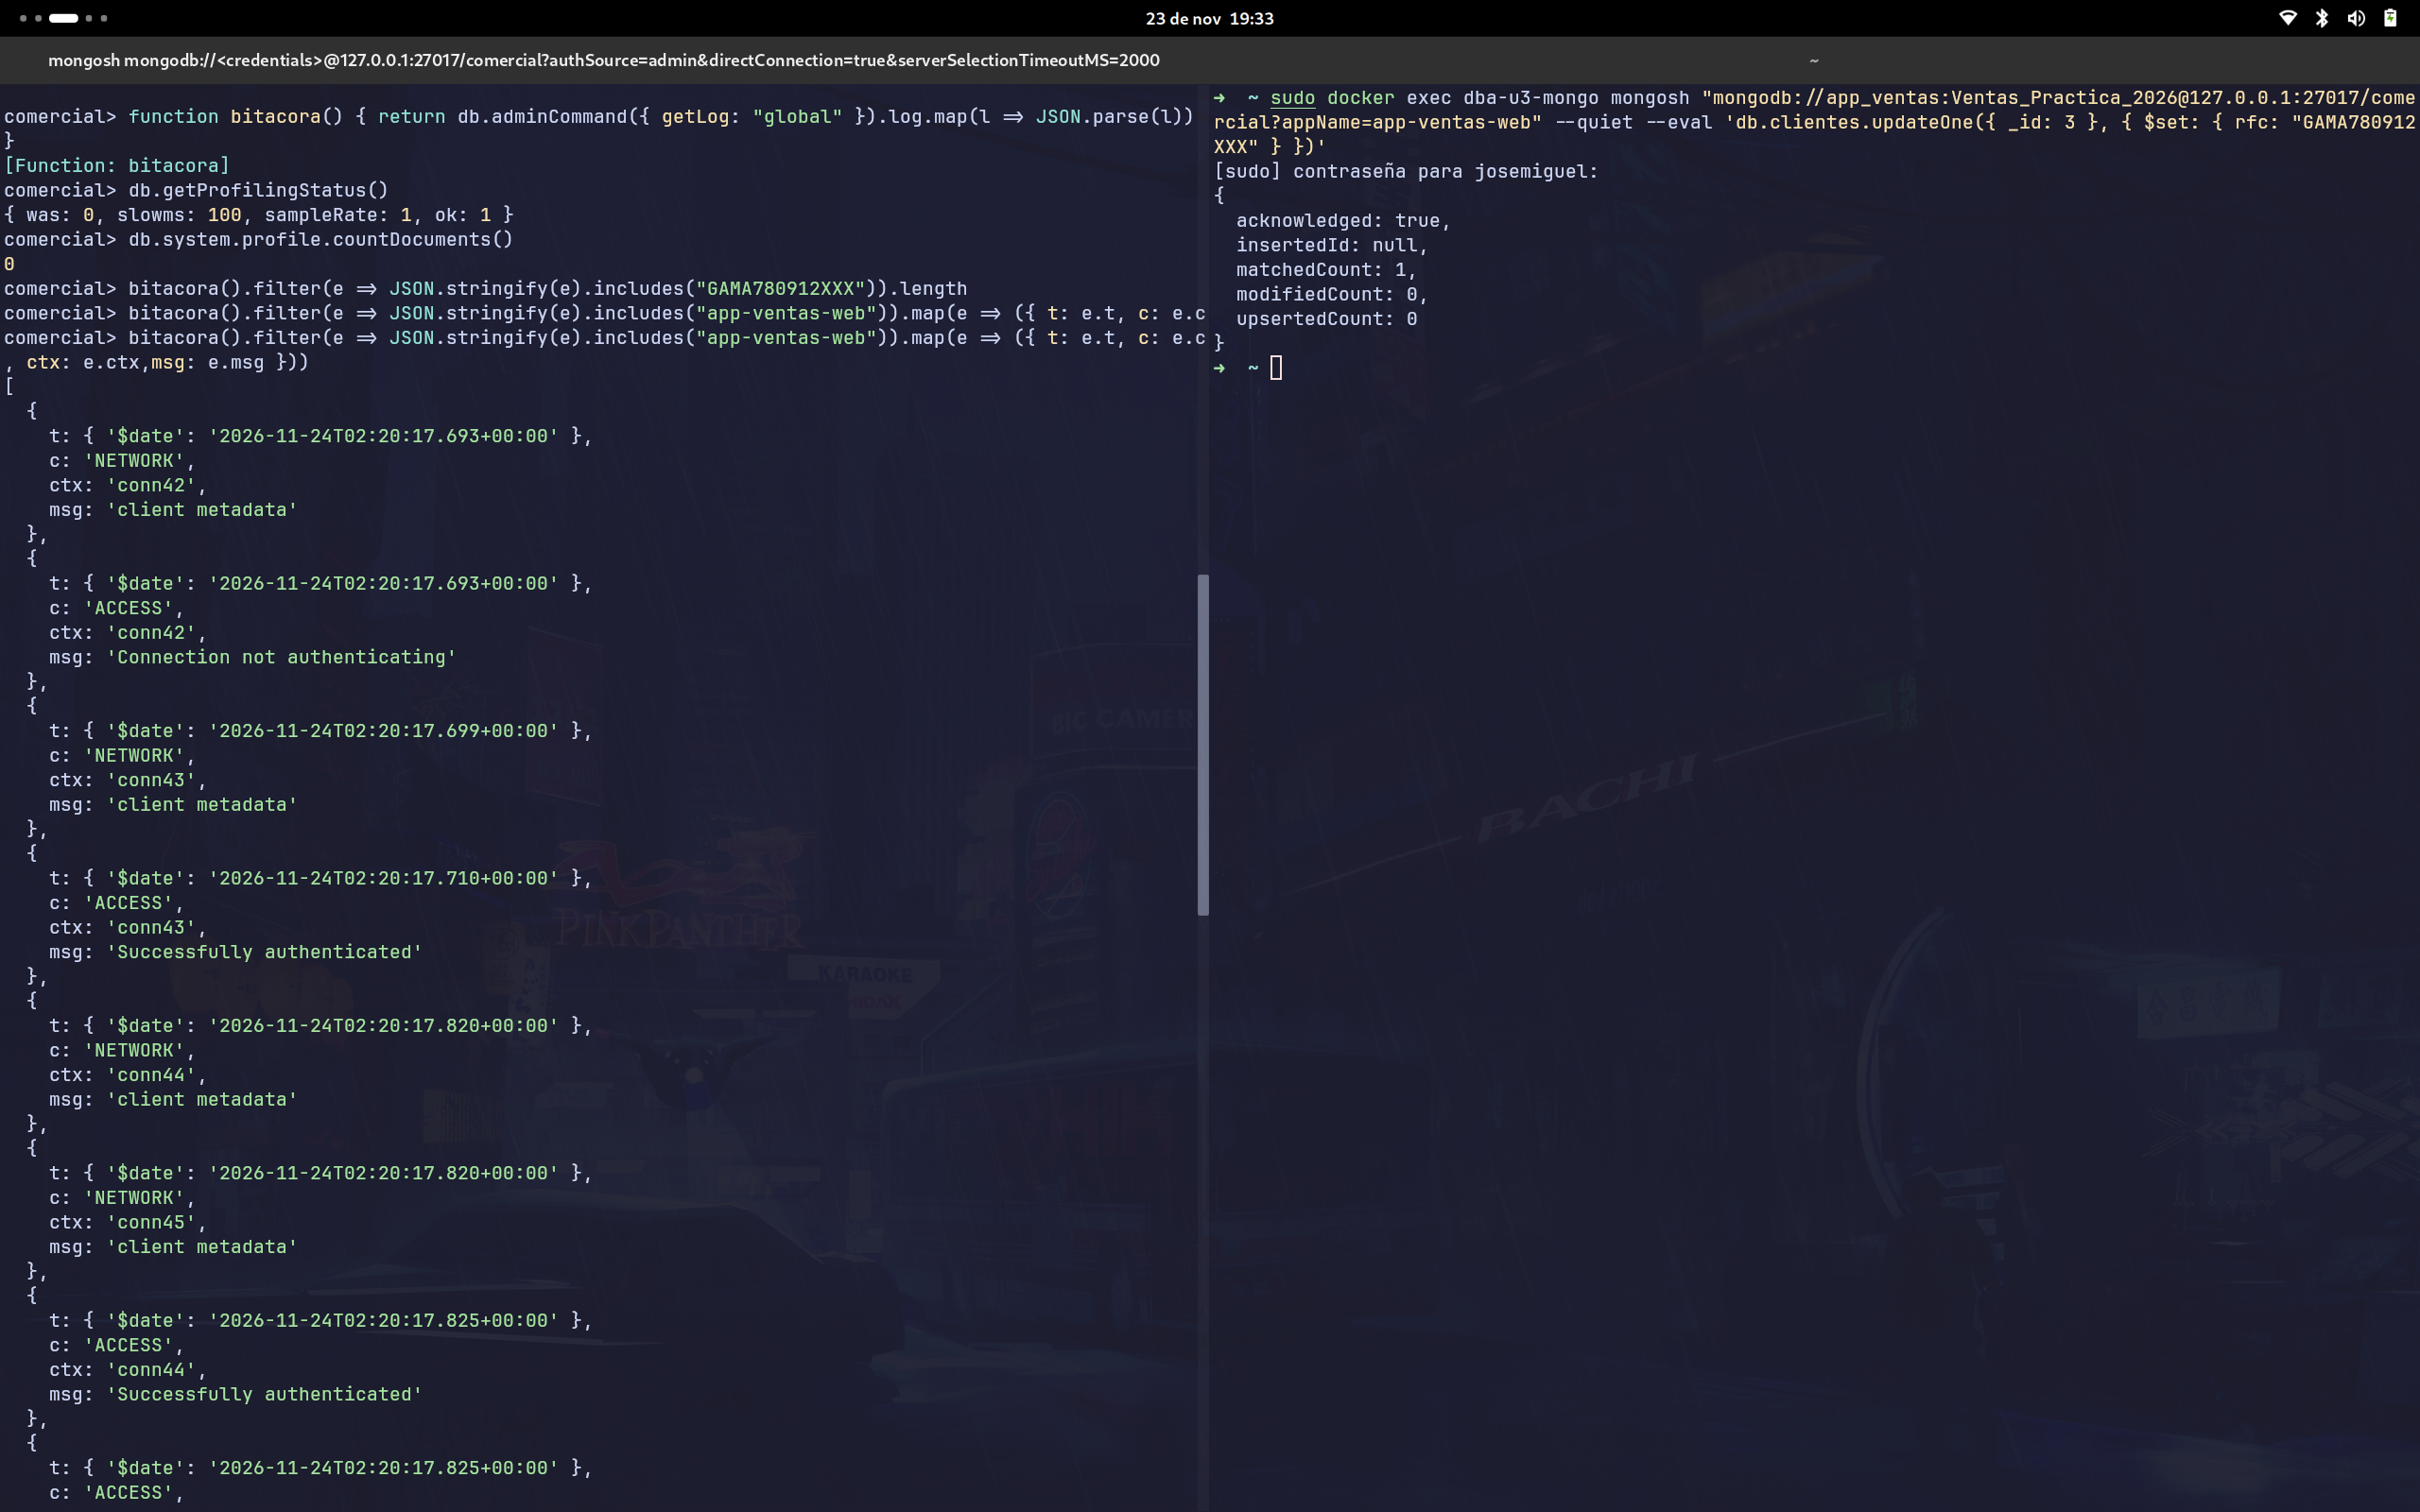 23 de nov 19:33
mongosh mongodb://<credentials>@127.0.0.1:27017/comercial?authSource=admin&directConnection=true&serverSelectionTimeoutMS=2000
~
comercial> function bitacora() { return db.adminCommand({ getLog: "global" }).log.map(l => JSON.parse(l))
}
[Function: bitacora]
comercial> db.getProfilingStatus()
{ was: 0, slowms: 100, sampleRate: 1, ok: 1 }
comercial> db.system.profile.countDocuments()
0
comercial> bitacora().filter(e => JSON.stringify(e).includes("GAMA780912XXX")).length
comercial> bitacora().filter(e => JSON.stringify(e).includes("app-ventas-web")).map(e => ({ t: e.t, c: e.c
comercial> bitacora().filter(e => JSON.stringify(e).includes("app-ventas-web")).map(e => ({ t: e.t, c: e.c
, ctx: e.ctx,msg: e.msg }))
[
  {
    t: { '$date': '2026-11-24T02:20:17.693+00:00' },
    c: 'NETWORK',
    ctx: 'conn42',
    msg: 'client metadata'
  },
  {
    t: { '$date': '2026-11-24T02:20:17.693+00:00' },
    c: 'ACCESS',
    ctx: 'conn42',
    msg: 'Connection not authenticating'
  },
  {
    t: { '$date': '2026-11-24T02:20:17.699+00:00' },
    c: 'NETWORK',
    ctx: 'conn43',
    msg: 'client metadata'
  },
  {
    t: { '$date': '2026-11-24T02:20:17.710+00:00' },
    c: 'ACCESS',
    ctx: 'conn43',
    msg: 'Successfully authenticated'
  },
  {
    t: { '$date': '2026-11-24T02:20:17.820+00:00' },
    c: 'NETWORK',
    ctx: 'conn44',
    msg: 'client metadata'
  },
  {
    t: { '$date': '2026-11-24T02:20:17.820+00:00' },
    c: 'NETWORK',
    ctx: 'conn45',
    msg: 'client metadata'
  },
  {
    t: { '$date': '2026-11-24T02:20:17.825+00:00' },
    c: 'ACCESS',
    ctx: 'conn44',
    msg: 'Successfully authenticated'
  },
  {
    t: { '$date': '2026-11-24T02:20:17.825+00:00' },
    c: 'ACCESS',
→ ~ sudo docker exec dba-u3-mongo mongosh "mongodb://app_ventas:Ventas_Practica_2026@127.0.0.1:27017/come
rcial?appName=app-ventas-web" --quiet --eval 'db.clientes.updateOne({ _id: 3 }, { $set: { rfc: "GAMA780912
XXX" } })'
[sudo] contraseña para josemiguel:
{
  acknowledged: true,
  insertedId: null,
  matchedCount: 1,
  modifiedCount: 0,
  upsertedCount: 0
}
→ ~
BIC CAMER
PINK PANTHER
KARAOKE
BACHI